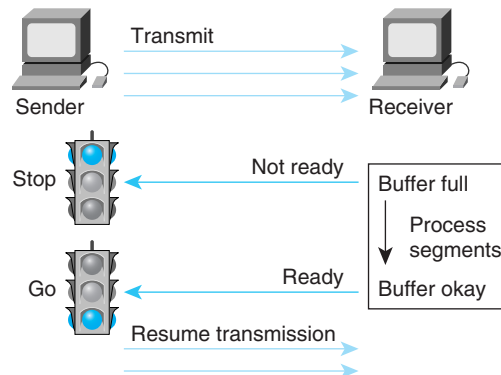 Transmit
Sender
Receiver
Stop
Not ready
Buffer full
Process
segments
Go
Ready
Buffer okay
Resume transmission